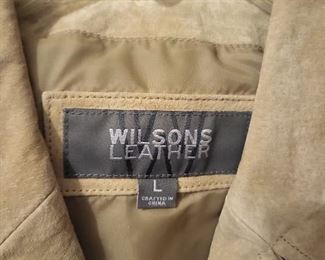 WILSONS
LEATHER
L
CRAFTED IN
CHINA